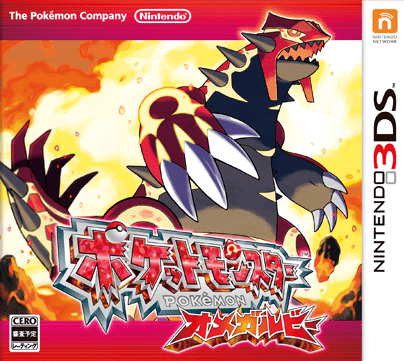 The Pokémon Company Nintendo
NINTENDO
NETWORK
NINTENDO 3DS™
ポケットモンスター
POKÉMON
オメガルビー
CERO
審査予定
レーティング